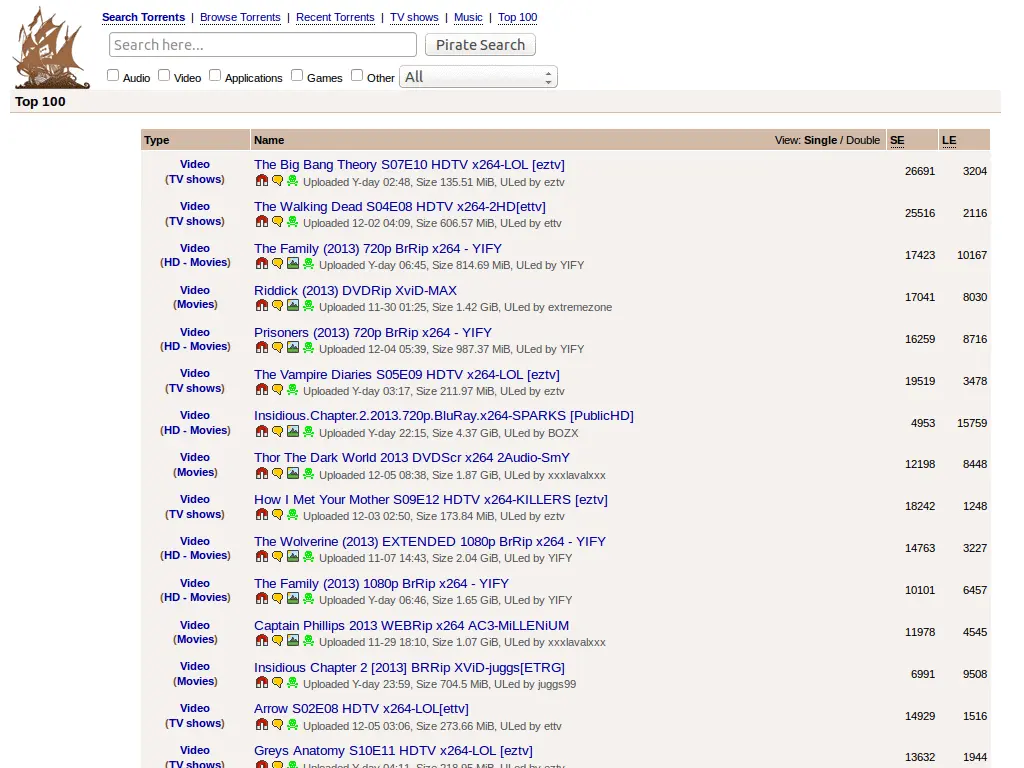 Search Torrents | Browse Torrents | Recent Torrents | TV shows | Music | Top 100
Search here... Pirate Search
Audio Video Applications Games Other All
Top 100
Type Name View: Single / Double SE LE
Video
(TV shows)
The Big Bang Theory S07E10 HDTV x264-LOL [eztv]
Uploaded Y-day 02:48, Size 135.51 MiB, ULed by eztv
26691 3204
Video
(TV shows)
The Walking Dead S04E08 HDTV x264-2HD[ettv]
Uploaded 12-02 04:09, Size 606.57 MiB, ULed by ettv
25516 2116
Video
(HD - Movies)
The Family (2013) 720p BrRip x264 - YIFY
Uploaded Y-day 06:45, Size 814.69 MiB, ULed by YIFY
17423 10167
Video
(Movies)
Riddick (2013) DVDRip XviD-MAX
Uploaded 11-30 01:25, Size 1.42 GiB, ULed by extremezone
17041 8030
Video
(HD - Movies)
Prisoners (2013) 720p BrRip x264 - YIFY
Uploaded 12-04 05:39, Size 987.37 MiB, ULed by YIFY
16259 8716
Video
(TV shows)
The Vampire Diaries S05E09 HDTV x264-LOL [eztv]
Uploaded Y-day 03:17, Size 211.97 MiB, ULed by eztv
19519 3478
Video
(HD - Movies)
Insidious.Chapter.2.2013.720p.BluRay.x264-SPARKS [PublicHD]
Uploaded Y-day 22:15, Size 4.37 GiB, ULed by BOZX
4953 15759
Video
(Movies)
Thor The Dark World 2013 DVDScr x264 2Audio-SmY
Uploaded 12-05 08:38, Size 1.87 GiB, ULed by xxxlavalxxx
12198 8448
Video
(TV shows)
How I Met Your Mother S09E12 HDTV x264-KILLERS [eztv]
Uploaded 12-03 02:50, Size 173.84 MiB, ULed by eztv
18242 1248
Video
(HD - Movies)
The Wolverine (2013) EXTENDED 1080p BrRip x264 - YIFY
Uploaded 11-07 14:43, Size 2.04 GiB, ULed by YIFY
14763 3227
Video
(HD - Movies)
The Family (2013) 1080p BrRip x264 - YIFY
Uploaded Y-day 06:46, Size 1.65 GiB, ULed by YIFY
10101 6457
Video
(Movies)
Captain Phillips 2013 WEBRip x264 AC3-MiLLENiUM
Uploaded 11-29 18:10, Size 1.07 GiB, ULed by xxxlavalxxx
11978 4545
Video
(Movies)
Insidious Chapter 2 [2013] BRRip XViD-juggs[ETRG]
Uploaded Y-day 23:59, Size 704.5 MiB, ULed by juggs99
6991 9508
Video
(TV shows)
Arrow S02E08 HDTV x264-LOL[ettv]
Uploaded 12-05 03:06, Size 273.66 MiB, ULed by ettv
14929 1516
Video
(TV shows)
Greys Anatomy S10E11 HDTV x264-LOL [eztv]
Uploaded Y-day 04:11, Size 218.95 MiB, ULed by eztv
13632 1944